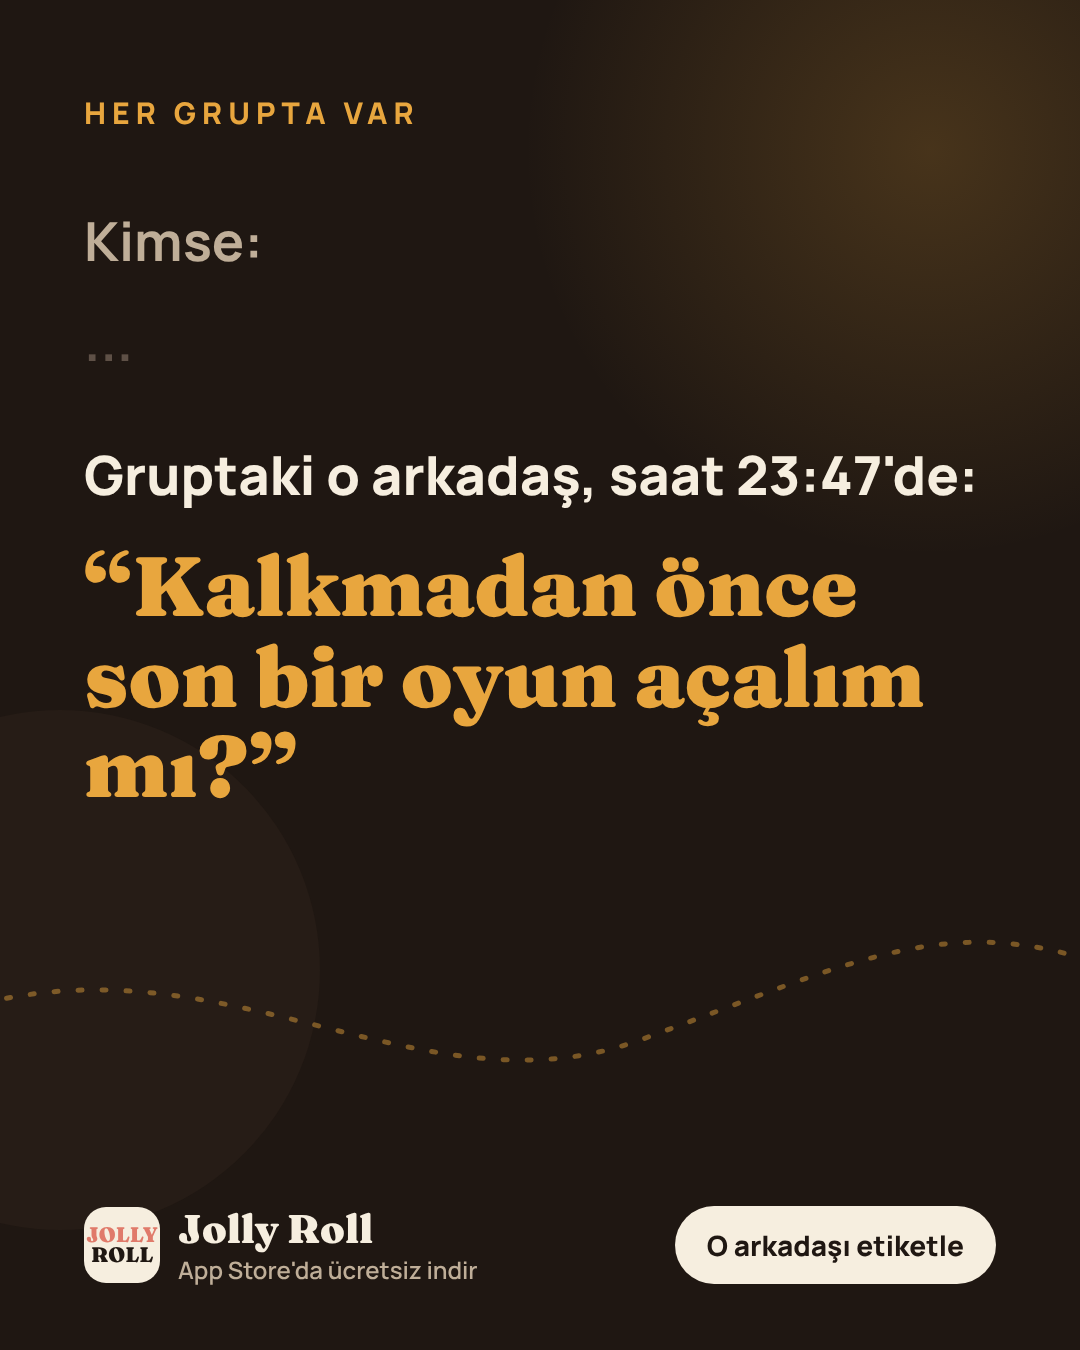 HER GRUPTA VAR
Kimse:
...
Gruptaki o arkadaş, saat 23:47'de:
“Kalkmadan önce
son bir oyun açalım
mı?”
JOLLY
ROLL
Jolly Roll
App Store'da ücretsiz indir
O arkadaşı etiketle